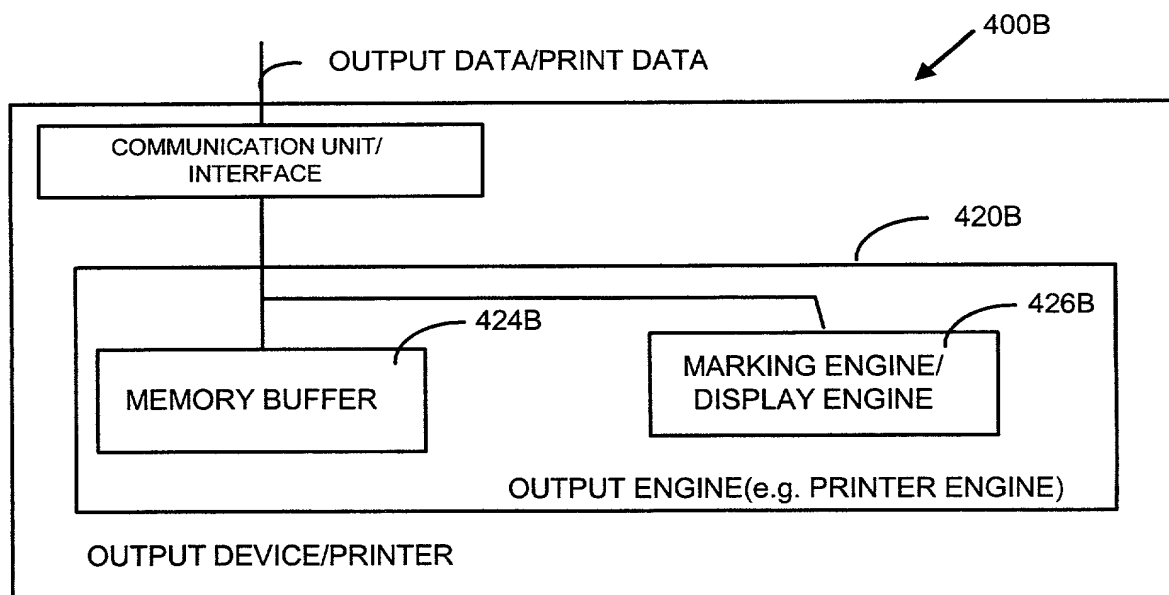 400B
OUTPUT DATA/PRINT DATA
COMMUNICATION UNIT/
INTERFACE
420B
424B
426B
MEMORY BUFFER
MARKING ENGINE/
DISPLAY ENGINE
OUTPUT ENGINE(e.g. PRINTER ENGINE)
OUTPUT DEVICE/PRINTER